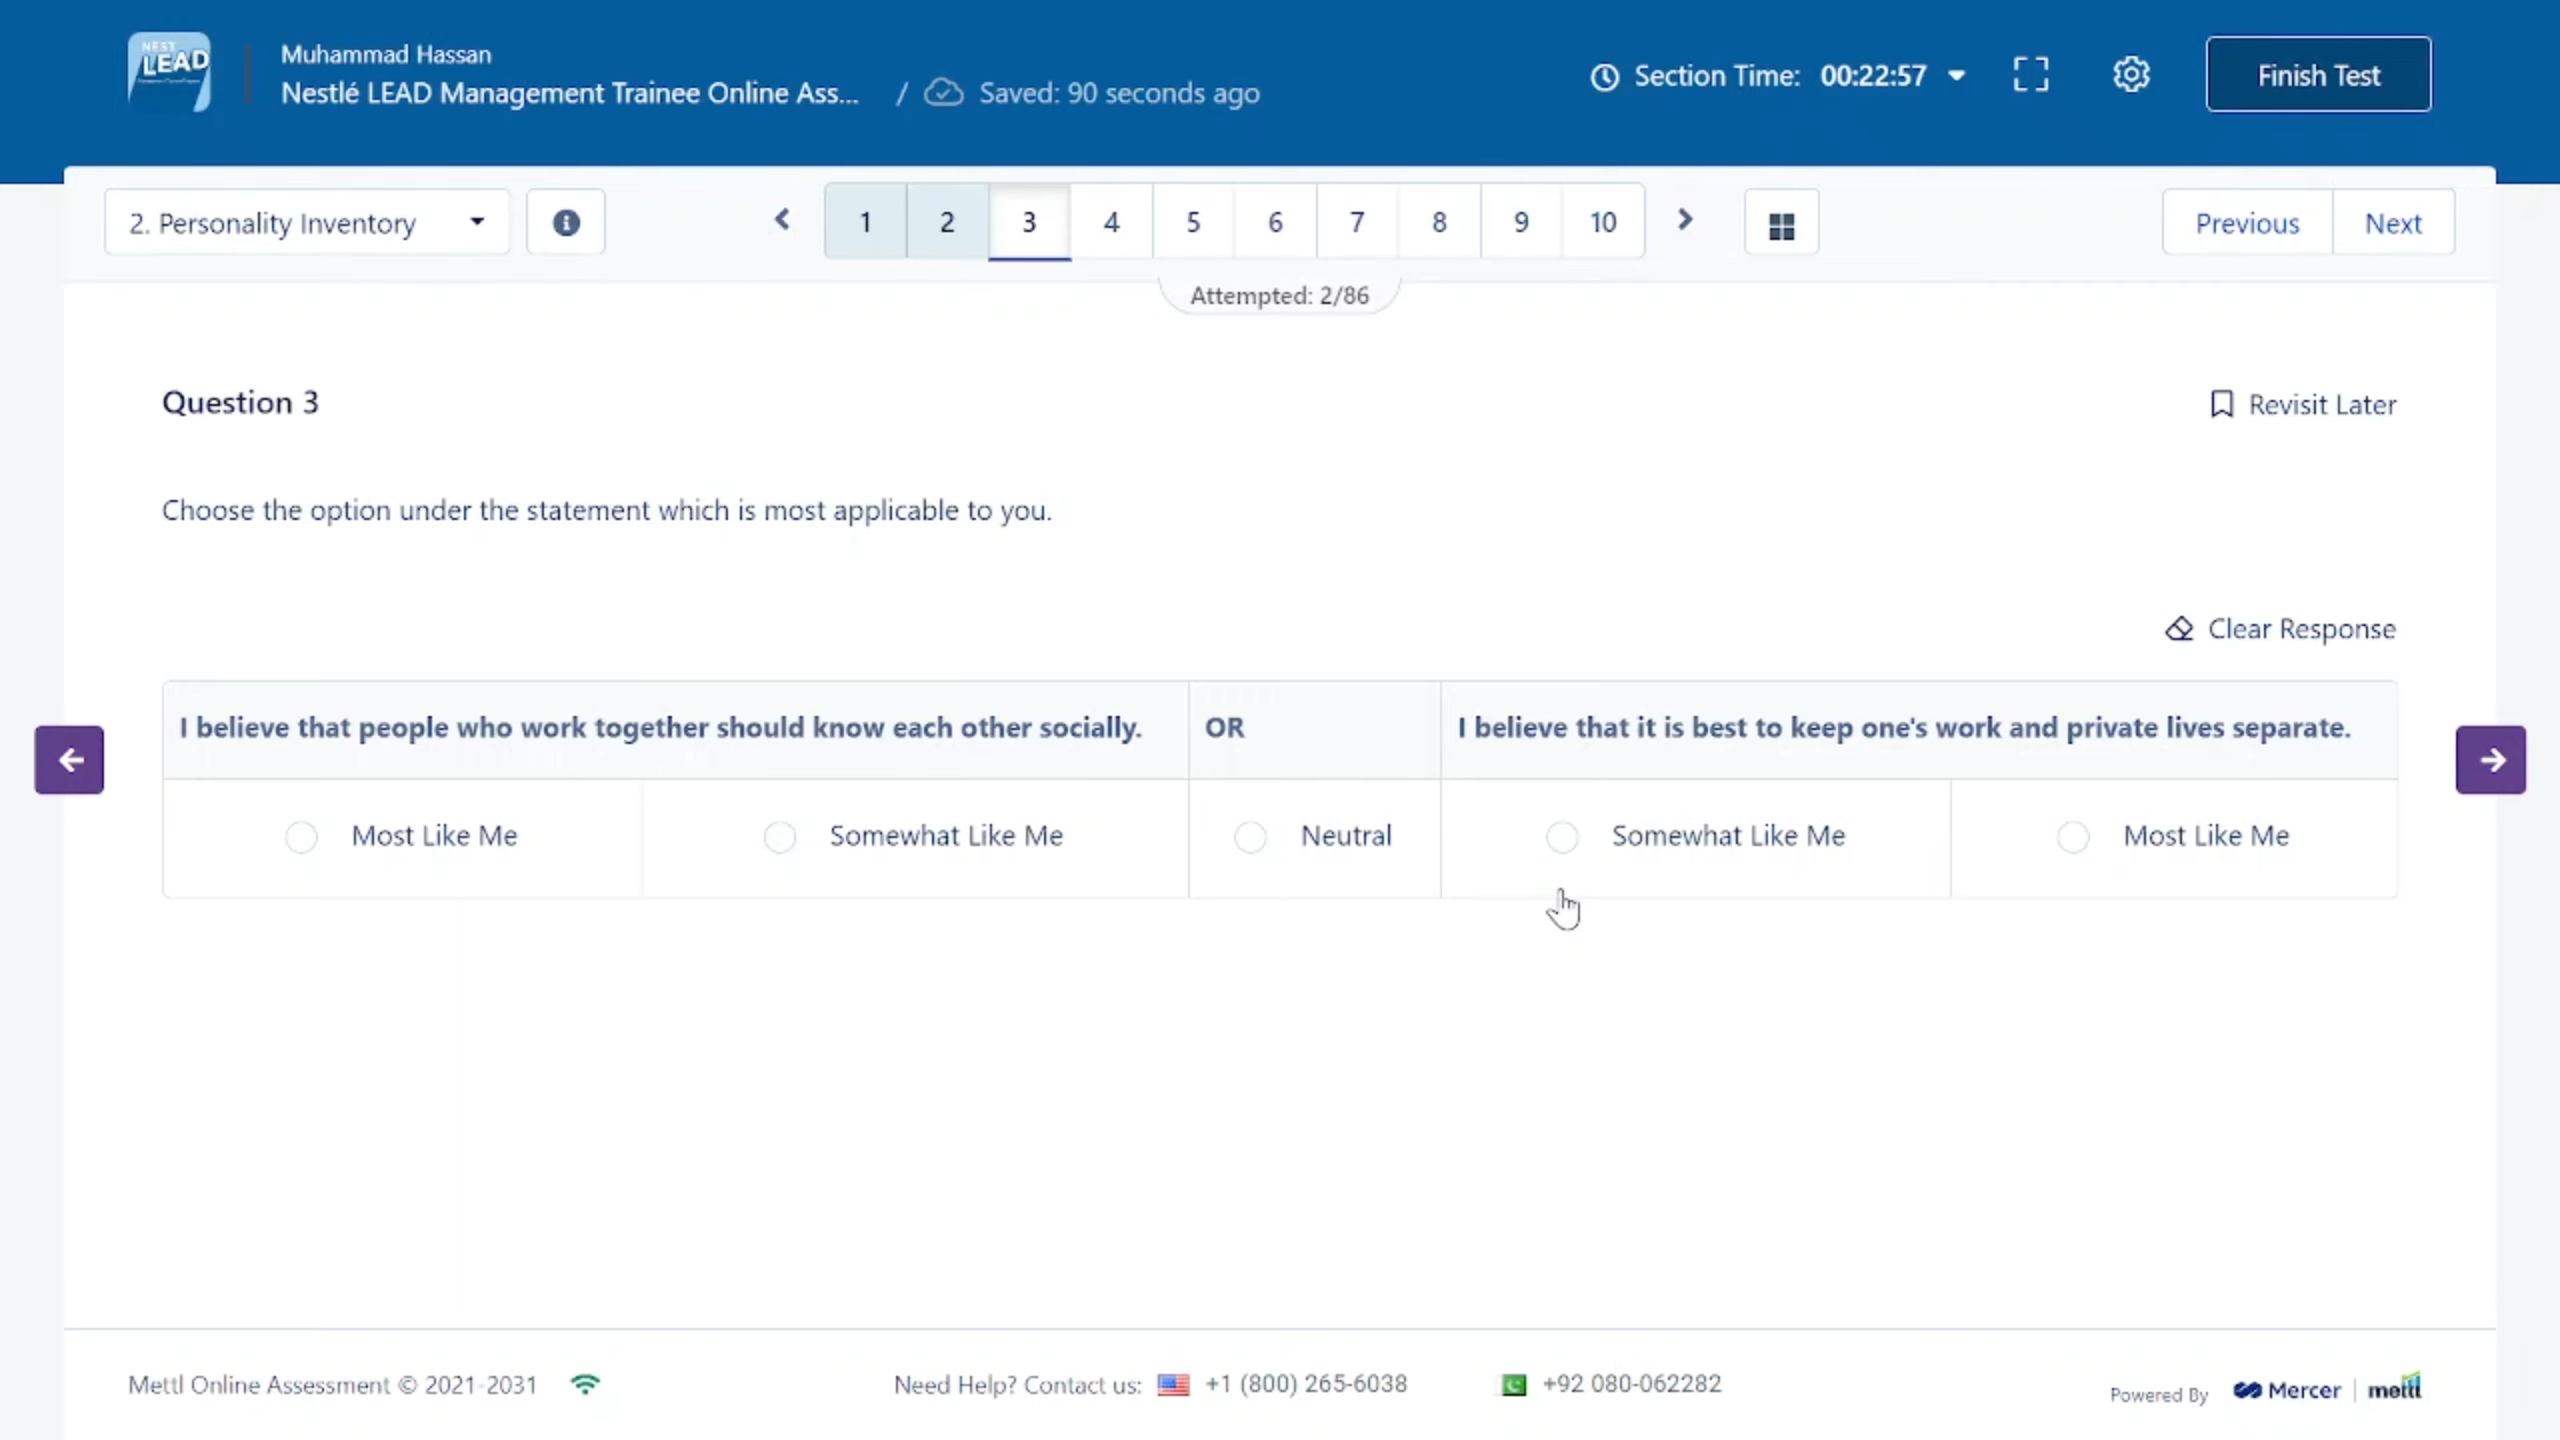 NEST
LEAD
Muhammad Hassan
Nestlé LEAD Management Trainee Online Ass... / Saved: 90 seconds ago
Section Time: 00:22:57
Finish Test
2. Personality Inventory
1 2 3 4 5 6 7 8 9 10
Previous Next
Attempted: 2/86
Question 3
Revisit Later
Choose the option under the statement which is most applicable to you.
Clear Response
I believe that people who work together should know each other socially. OR I believe that it is best to keep one's work and private lives separate.
Most Like Me Somewhat Like Me Neutral Somewhat Like Me Most Like Me
Mettl Online Assessment © 2021-2031 Need Help? Contact us: +1 (800) 265-6038 +92 080-062282 Powered By Mercer | mettl